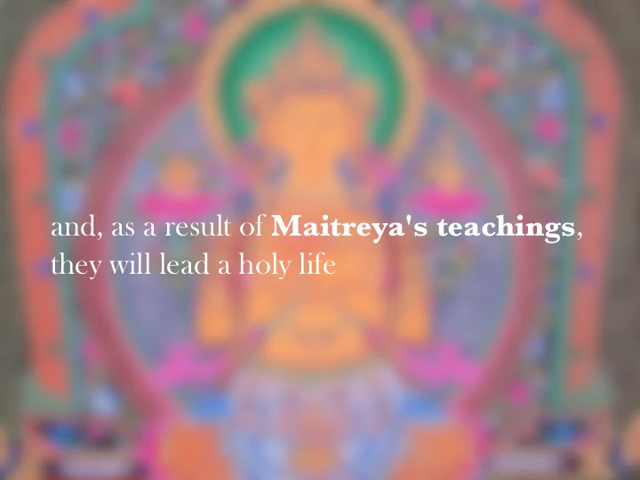 and, as a result of Maitreya's teachings,
they will lead a holy life